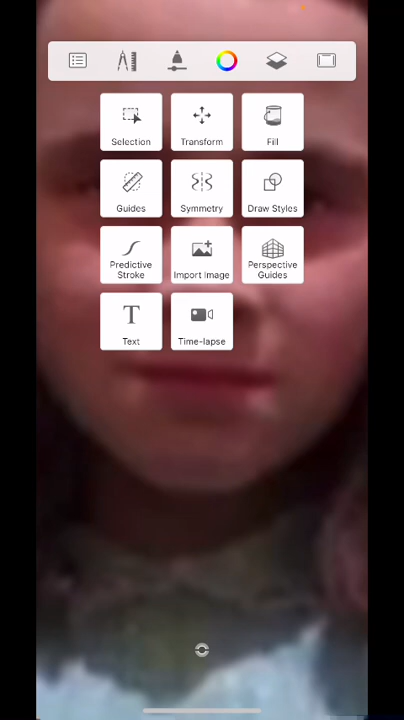 Selection
Transform
Fill
Guides
Symmetry
Draw Styles
Predictive
Stroke
Import Image
Perspective
Guides
Text
Time-lapse